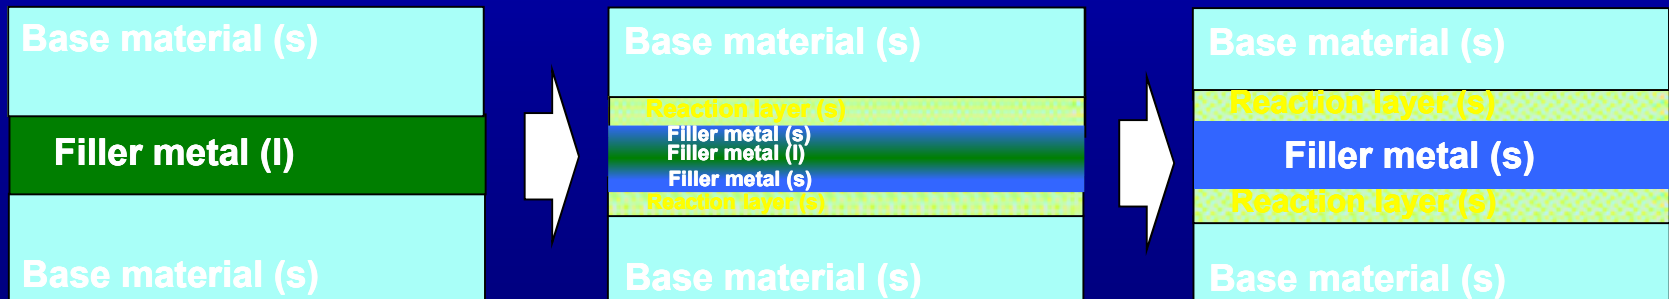 Base material (s)
Filler metal (l)
Base material (s)
Base material (s)
Reaction layer (s)
Filler metal (s)
Filler metal (l)
Filler metal (s)
Reaction layer (s)
Base material (s)
Base material (s)
Reaction layer (s)
Filler metal (s)
Reaction layer (s)
Base material (s)